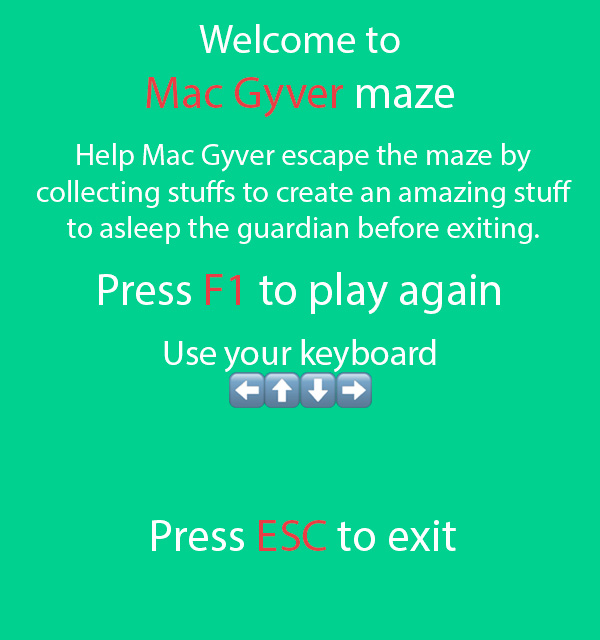 Welcome to
Mac Gyver maze
Help Mac Gyver escape the maze by
collecting stuffs to create an amazing stuff
to asleep the guardian before exiting.
Press F1 to play again
Use your keyboard
⬅⬆⬇➡
Press ESC to exit